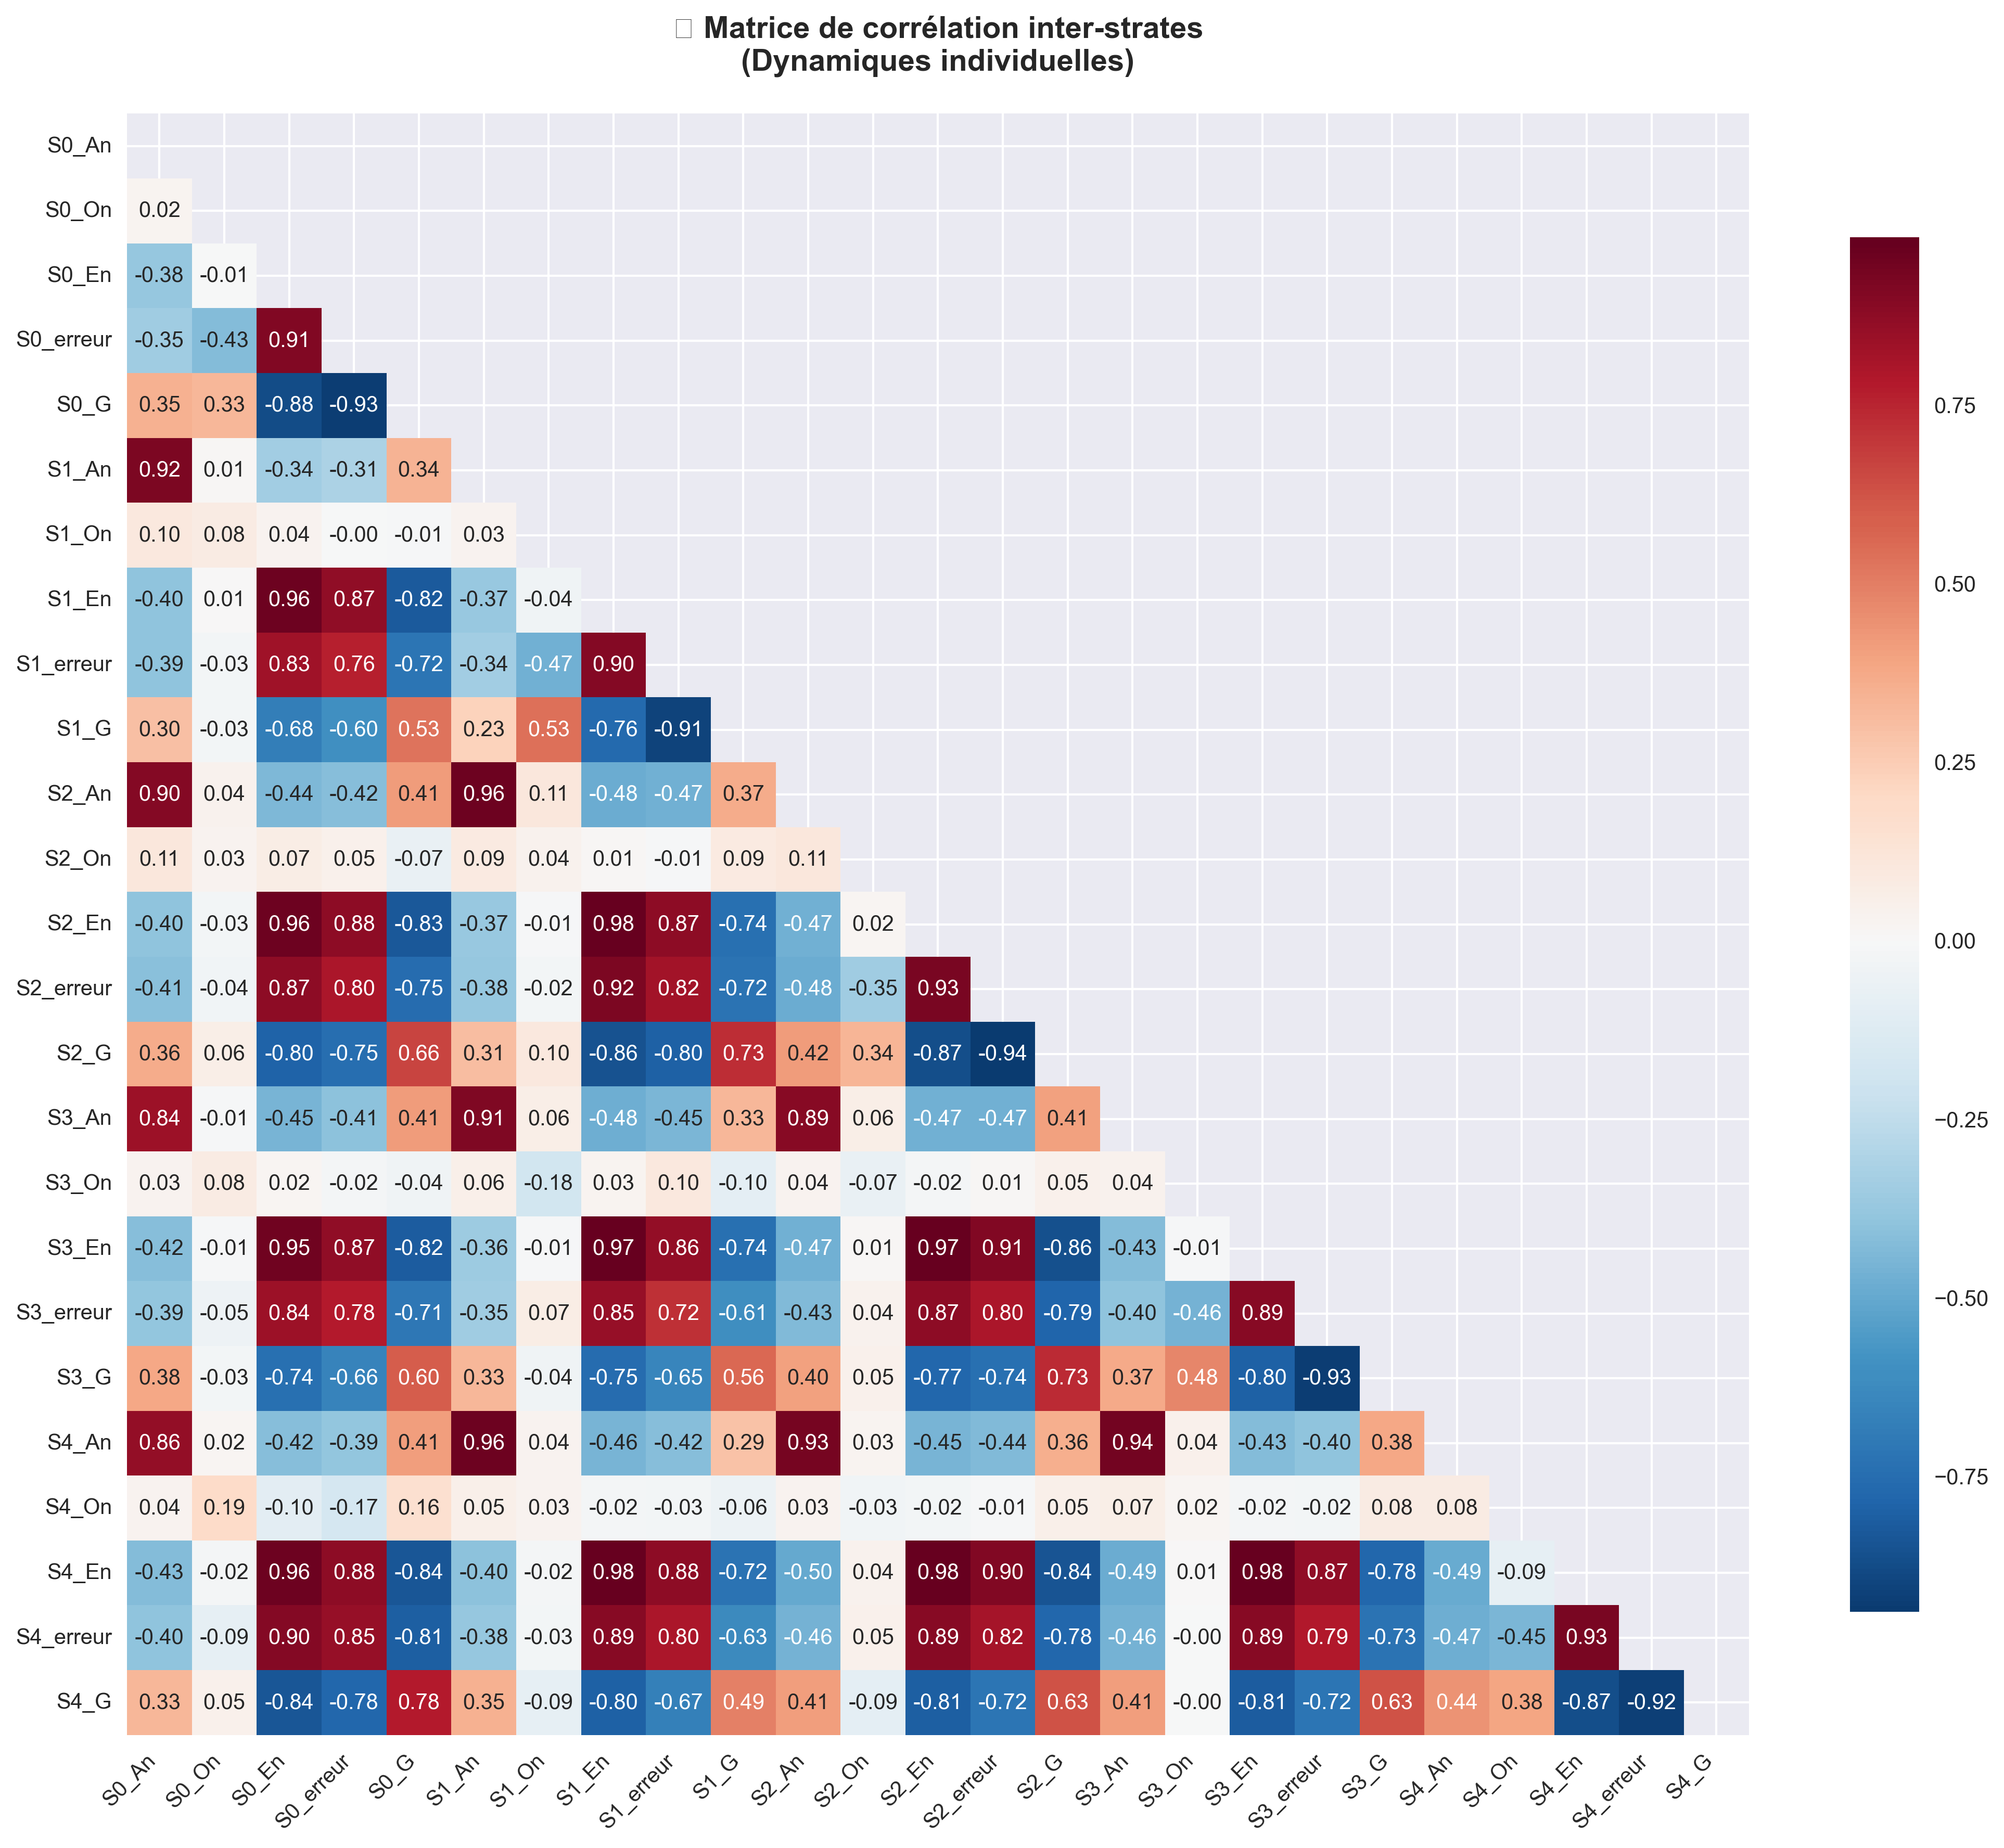 Matrice de corrélation inter-strates
(Dynamiques individuelles)
S0_An
S0_On 0.02
S0_En -0.38 -0.01
S0_erreur -0.35 -0.43 0.91
S0_G 0.35 0.33 -0.88 -0.93
S1_An 0.92 0.01 -0.34 -0.31 0.34
S1_On 0.10 0.08 0.04 -0.00 -0.01 0.03
S1_En -0.40 0.01 0.96 0.87 -0.82 -0.37 -0.04
S1_erreur -0.39 -0.03 0.83 0.76 -0.72 -0.34 -0.47 0.90
S1_G 0.30 -0.03 -0.68 -0.60 0.53 0.23 0.53 -0.76 -0.91
S2_An 0.90 0.04 -0.44 -0.42 0.41 0.96 0.11 -0.48 -0.47 0.37
S2_On 0.11 0.03 0.07 0.05 -0.07 0.09 0.04 0.01 -0.01 0.09 0.11
S2_En -0.40 -0.03 0.96 0.88 -0.83 -0.37 -0.01 0.98 0.87 -0.74 -0.47 0.02
S2_erreur -0.41 -0.04 0.87 0.80 -0.75 -0.38 -0.02 0.92 0.82 -0.72 -0.48 -0.35 0.93
S2_G 0.36 0.06 -0.80 -0.75 0.66 0.31 0.10 -0.86 -0.80 0.73 0.42 0.34 -0.87 -0.94
S3_An 0.84 -0.01 -0.45 -0.41 0.41 0.91 0.06 -0.48 -0.45 0.33 0.89 0.06 -0.47 -0.47 0.41
S3_On 0.03 0.08 0.02 -0.02 -0.04 0.06 -0.18 0.03 0.10 -0.10 0.04 -0.07 -0.02 0.01 0.05 0.04
S3_En -0.42 -0.01 0.95 0.87 -0.82 -0.36 -0.01 0.97 0.86 -0.74 -0.47 0.01 0.97 0.91 -0.86 -0.43 -0.01
S3_erreur -0.39 -0.05 0.84 0.78 -0.71 -0.35 0.07 0.85 0.72 -0.61 -0.43 0.04 0.87 0.80 -0.79 -0.40 -0.46 0.89
S3_G 0.38 -0.03 -0.74 -0.66 0.60 0.33 -0.04 -0.75 -0.65 0.56 0.40 0.05 -0.77 -0.74 0.73 0.37 0.48 -0.80 -0.93
S4_An 0.86 0.02 -0.42 -0.39 0.41 0.96 0.04 -0.46 -0.42 0.29 0.93 0.03 -0.45 -0.44 0.36 0.94 0.04 -0.43 -0.40 0.38
S4_On 0.04 0.19 -0.10 -0.17 0.16 0.05 0.03 -0.02 -0.03 -0.06 0.03 -0.03 -0.02 -0.01 0.05 0.07 0.02 -0.02 -0.02 0.08 0.08
S4_En -0.43 -0.02 0.96 0.88 -0.84 -0.40 -0.02 0.98 0.88 -0.72 -0.50 0.04 0.98 0.90 -0.84 -0.49 0.01 0.98 0.87 -0.78 -0.49 -0.09
S4_erreur -0.40 -0.09 0.90 0.85 -0.81 -0.38 -0.03 0.89 0.80 -0.63 -0.46 0.05 0.89 0.82 -0.78 -0.46 -0.00 0.89 0.79 -0.73 -0.47 -0.45 0.93
S4_G 0.33 0.05 -0.84 -0.78 0.78 0.35 -0.09 -0.80 -0.67 0.49 0.41 -0.09 -0.81 -0.72 0.63 0.41 -0.00 -0.81 -0.72 0.63 0.44 0.38 -0.87 -0.92
S0_An S0_On S0_En S0_erreur S0_G S1_An S1_On S1_En S1_erreur S1_G S2_An S2_On S2_En S2_erreur S2_G S3_An S3_On S3_En S3_erreur S3_G S4_An S4_On S4_En S4_erreur S4_G
0.75
0.50
0.25
0.00
−0.25
−0.50
−0.75